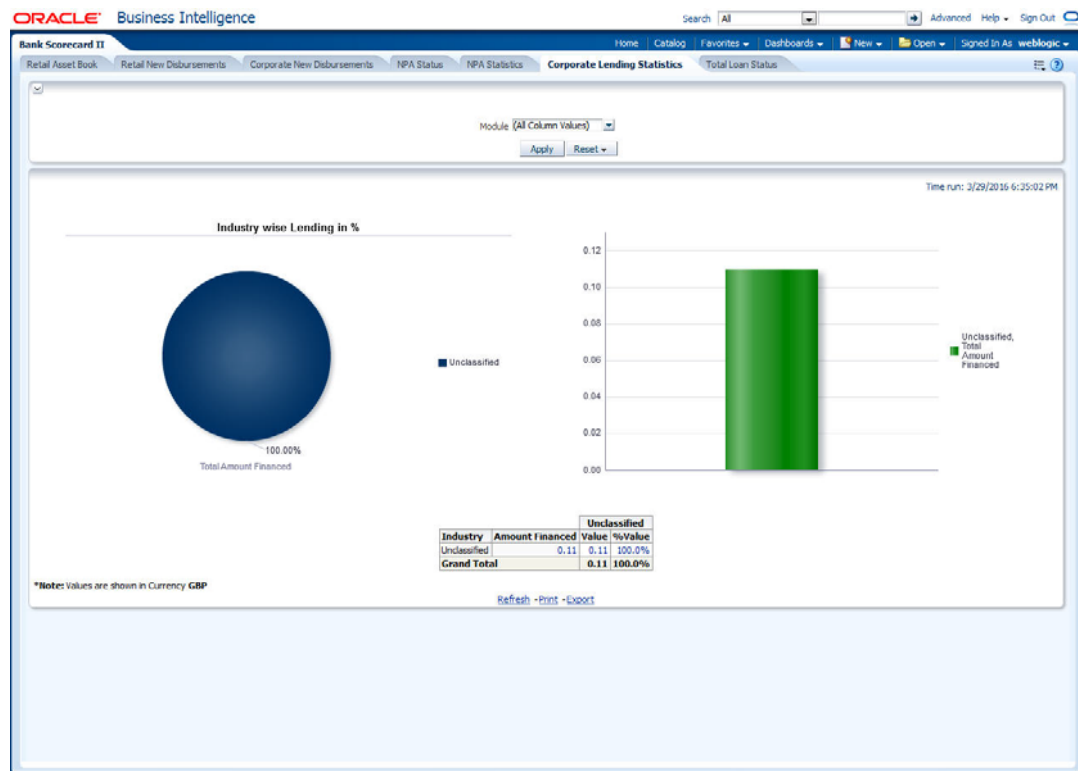 ORACLE® Business Intelligence Search All Advanced Help Sign Out
Bank Scorecard II Home Catalog Favorites Dashboards New Open Signed In As weblogic
Retail Asset Book Retail New Disbursements Corporate New Disbursements NPA Status NPA Statistics Corporate Lending Statistics Total Loan Status
Module (All Column Values)
Apply Reset
Time run: 3/29/2016 6:35:02 PM
Industry wise Lending in %
Unclassified
100.00%
Total Amount Financed
0.12
0.10
0.08
0.06
0.04
0.02
0.00
Unclassified,
Total
Amount
Financed
Unclassified
Industry Amount Financed Value %Value
Unclassified 0.11 0.11 100.0%
Grand Total 0.11 100.0%
*Note: Values are shown in Currency GBP
Refresh - Print - Export